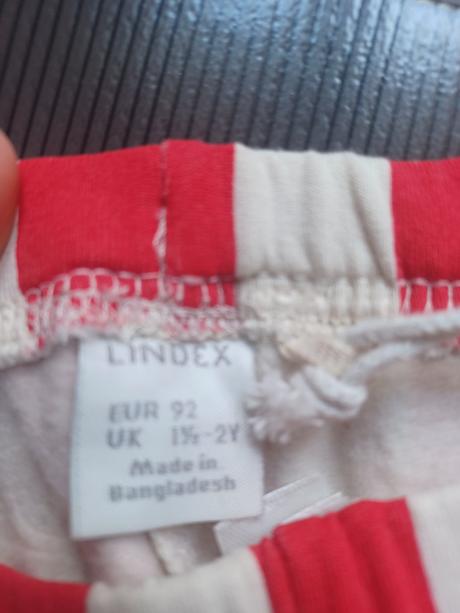 LINDEX
EUR 92
UK 1½-2Y
Made in
Bangladesh